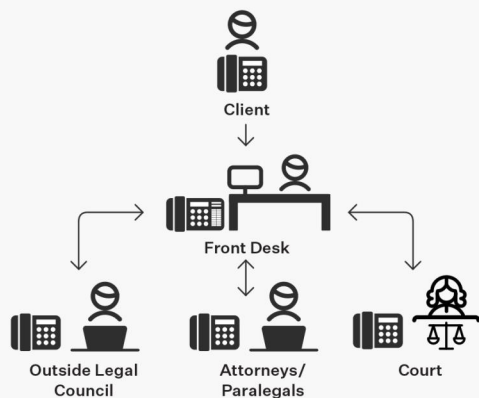 Client
Front Desk
Outside Legal
Council
Attorneys/
Paralegals
Court